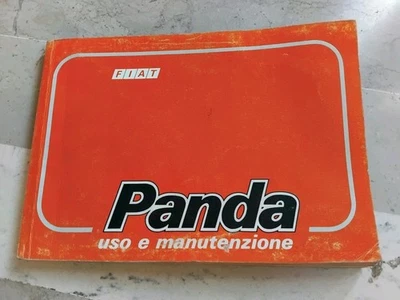 FIAT
Panda
uso e manutenzione